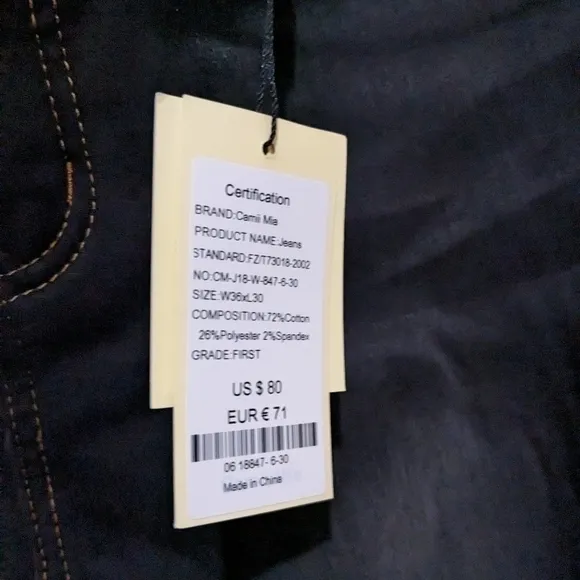 Certification
BRAND:Camii Mia
PRODUCT NAME:Jeans
STANDARD:FZ/T73018-2002
NO:CM-J18-W-847-6-30
SIZE:W36xL30
COMPOSITION:72%Cotton
26%Polyester 2%Spandex
GRADE:FIRST
US $ 80
EUR € 71
06 18847- 6-30
Made in China